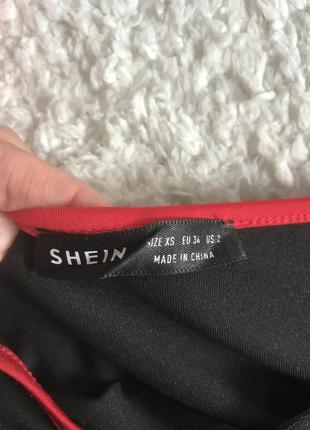 SHEIN
SIZE XS EU 34 US 2
MADE IN CHINA